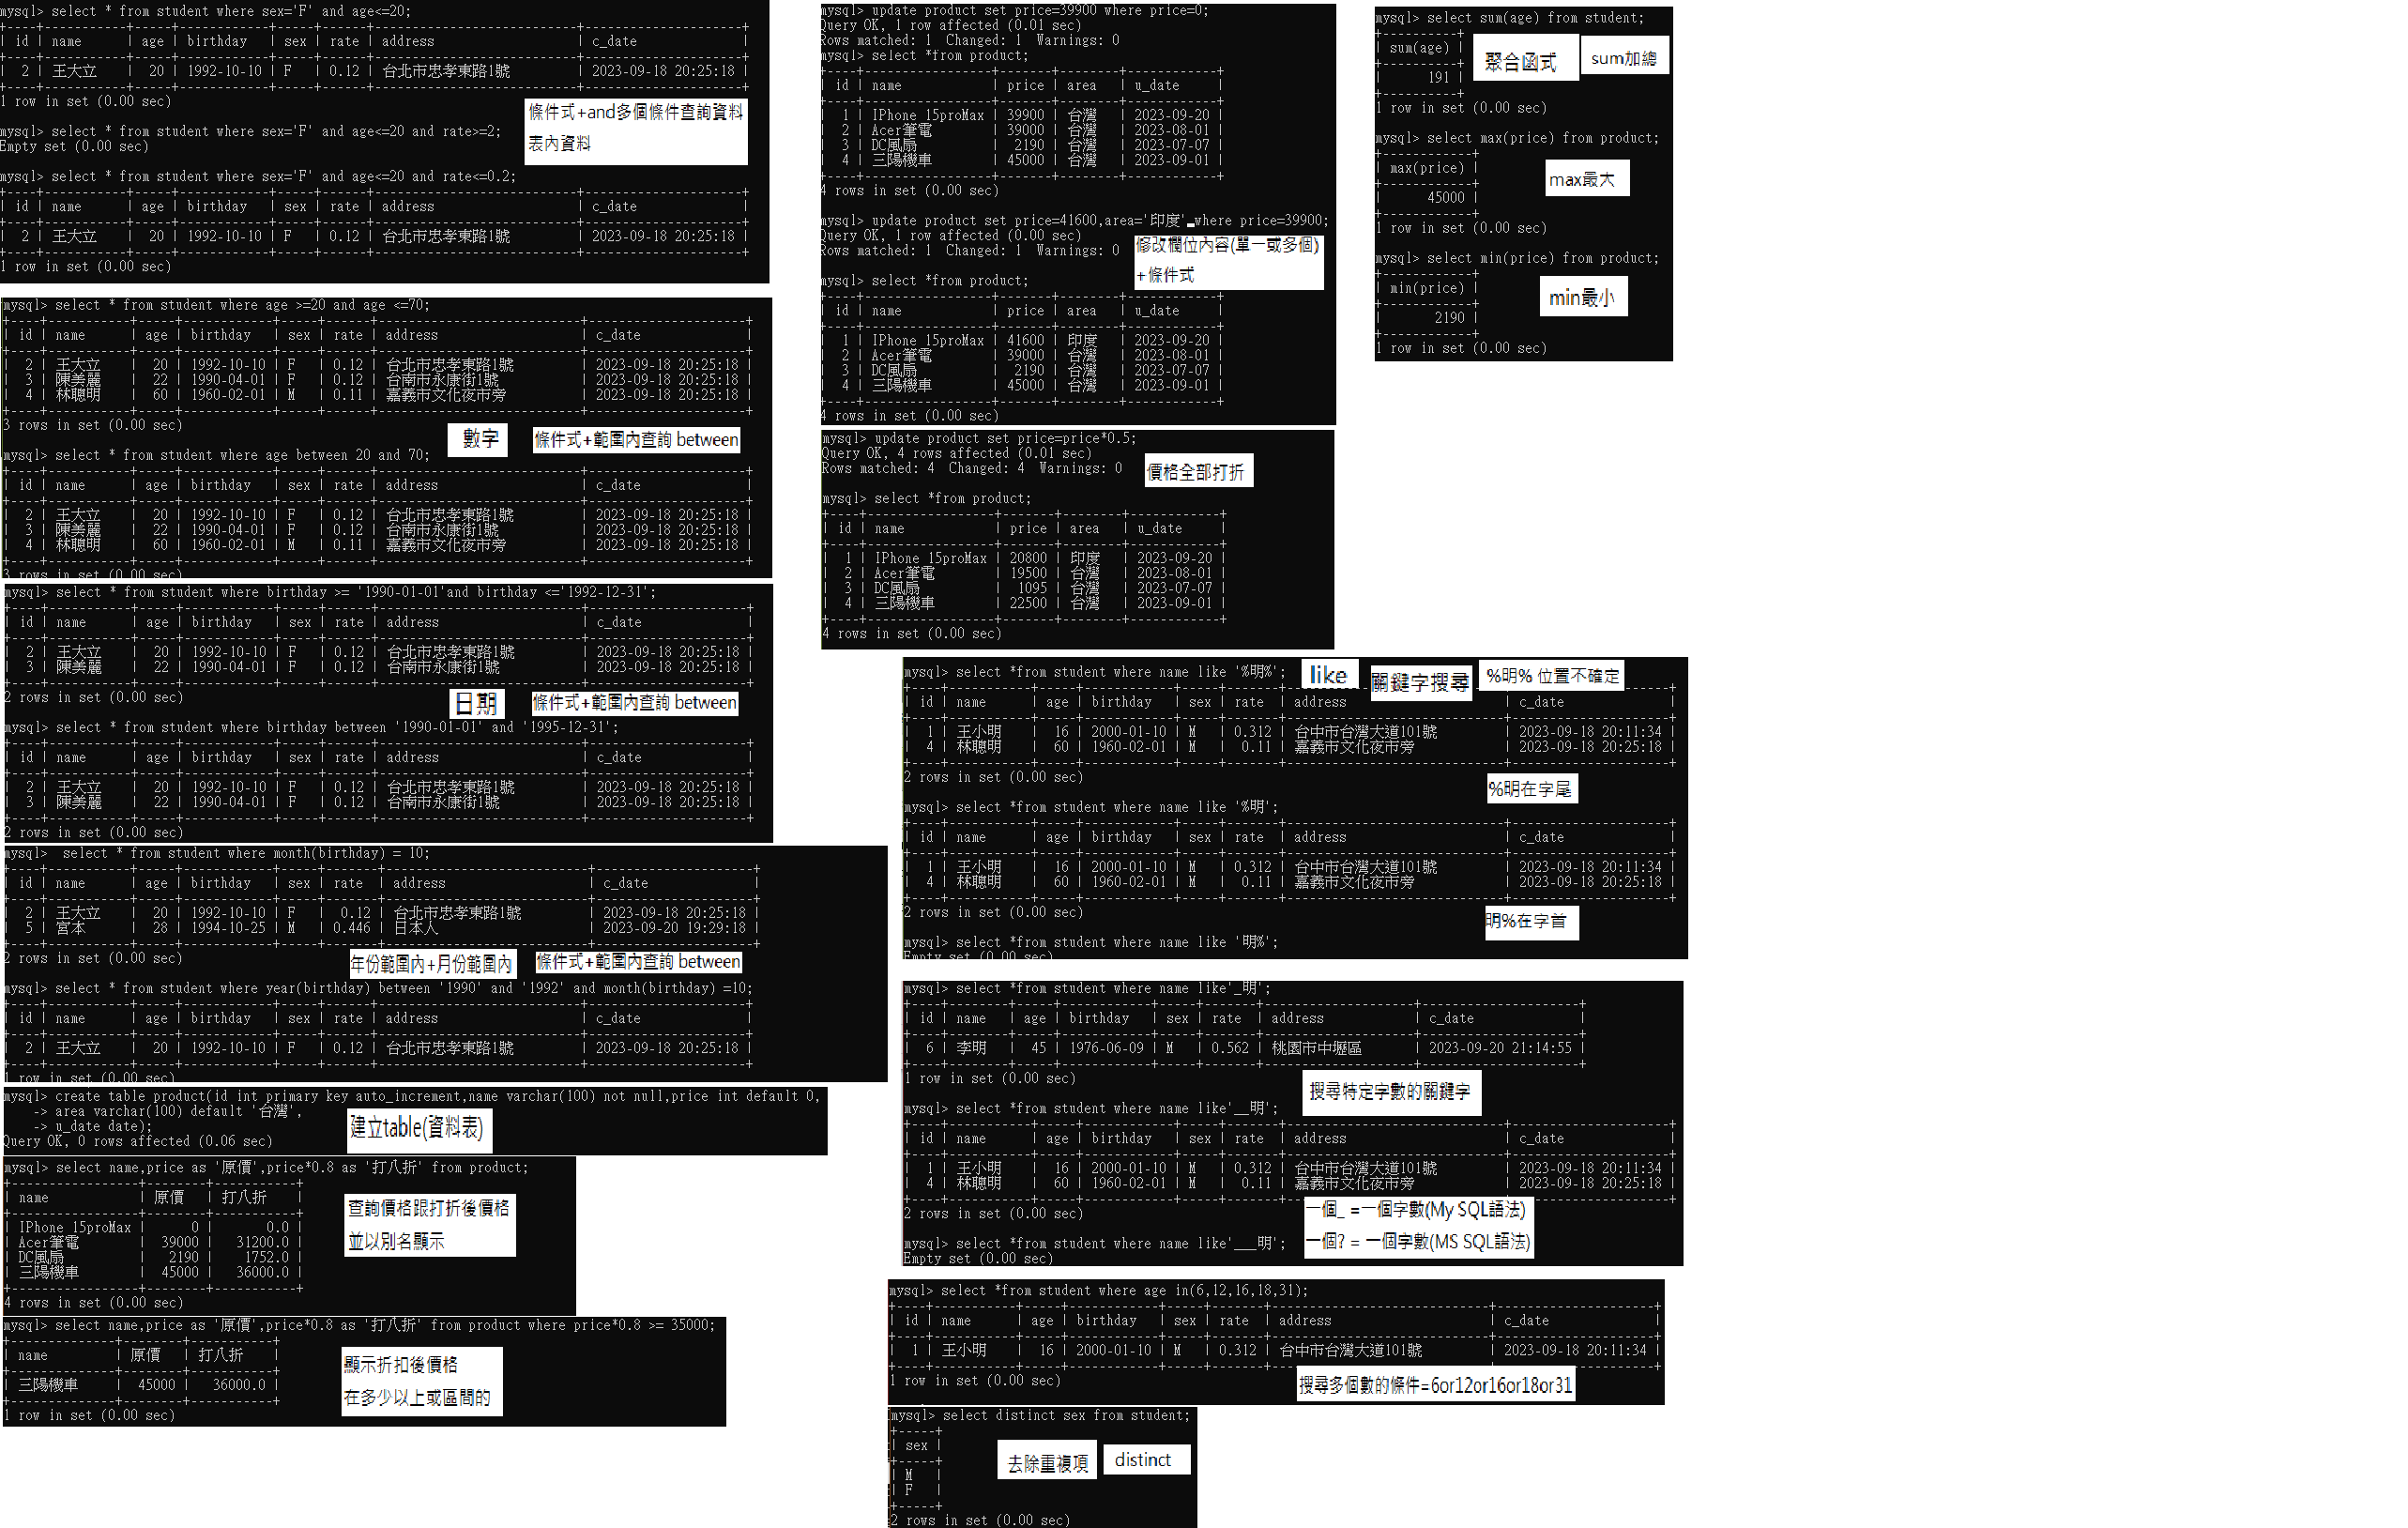 mysql> select * from student where sex='F' and age<=20;
| id | name | age | birthday | sex | rate | address | c_date |
| 2 | 王大立 | 20 | 1992-10-10 | F | 0.12 | 台北市忠孝東路1號 | 2023-09-18 20:25:18 |
1 row in set (0.00 sec)
條件式+and多個條件查詢資料
表內資料
mysql> select * from student where sex='F' and age<=20 and rate>=2;
Empty set (0.00 sec)
mysql> select * from student where sex='F' and age<=20 and rate<=0.2;
| id | name | age | birthday | sex | rate | address | c_date |
| 2 | 王大立 | 20 | 1992-10-10 | F | 0.12 | 台北市忠孝東路1號 | 2023-09-18 20:25:18 |
1 row in set (0.00 sec)
mysql> select * from student where age >=20 and age <=70;
| id | name | age | birthday | sex | rate | address | c_date |
| 2 | 王大立 | 20 | 1992-10-10 | F | 0.12 | 台北市忠孝東路1號 | 2023-09-18 20:25:18 |
| 3 | 陳美麗 | 22 | 1990-04-01 | F | 0.12 | 台南市永康街1號 | 2023-09-18 20:25:18 |
| 4 | 林聰明 | 60 | 1960-02-01 | M | 0.11 | 嘉義市文化夜市旁 | 2023-09-18 20:25:18 |
3 rows in set (0.00 sec)
數字
條件式+範圍內查詢 between
mysql> select * from student where age between 20 and 70;
| id | name | age | birthday | sex | rate | address | c_date |
| 2 | 王大立 | 20 | 1992-10-10 | F | 0.12 | 台北市忠孝東路1號 | 2023-09-18 20:25:18 |
| 3 | 陳美麗 | 22 | 1990-04-01 | F | 0.12 | 台南市永康街1號 | 2023-09-18 20:25:18 |
| 4 | 林聰明 | 60 | 1960-02-01 | M | 0.11 | 嘉義市文化夜市旁 | 2023-09-18 20:25:18 |
3 rows in set (0.00 sec)
mysql> select * from student where birthday >= '1990-01-01'and birthday <='1992-12-31';
| id | name | age | birthday | sex | rate | address | c_date |
| 2 | 王大立 | 20 | 1992-10-10 | F | 0.12 | 台北市忠孝東路1號 | 2023-09-18 20:25:18 |
| 3 | 陳美麗 | 22 | 1990-04-01 | F | 0.12 | 台南市永康街1號 | 2023-09-18 20:25:18 |
2 rows in set (0.00 sec)
日期
條件式+範圍內查詢 between
mysql> select * from student where birthday between '1990-01-01' and '1995-12-31';
| id | name | age | birthday | sex | rate | address | c_date |
| 2 | 王大立 | 20 | 1992-10-10 | F | 0.12 | 台北市忠孝東路1號 | 2023-09-18 20:25:18 |
| 3 | 陳美麗 | 22 | 1990-04-01 | F | 0.12 | 台南市永康街1號 | 2023-09-18 20:25:18 |
2 rows in set (0.00 sec)
mysql>  select * from student where month(birthday) = 10;
| id | name | age | birthday | sex | rate | address | c_date |
| 2 | 王大立 | 20 | 1992-10-10 | F | 0.12 | 台北市忠孝東路1號 | 2023-09-18 20:25:18 |
| 5 | 宮本 | 28 | 1994-10-25 | M | 0.446 | 日本人 | 2023-09-20 19:29:18 |
2 rows in set (0.00 sec)
年份範圍內+月份範圍內
條件式+範圍內查詢 between
mysql> select * from student where year(birthday) between '1990' and '1992' and month(birthday) =10;
| id | name | age | birthday | sex | rate | address | c_date |
| 2 | 王大立 | 20 | 1992-10-10 | F | 0.12 | 台北市忠孝東路1號 | 2023-09-18 20:25:18 |
1 row in set (0.00 sec)
mysql> create table product(id int primary key auto_increment,name varchar(100) not null,price int default 0,
-> area varchar(100) default '台灣',
-> u_date date);
Query OK, 0 rows affected (0.06 sec)
建立table(資料表)
mysql> select name,price as '原價',price*0.8 as '打八折' from product;
| name | 原價 | 打八折 |
| IPhone 15proMax | 0 | 0.0 |
| Acer筆電 | 39000 | 31200.0 |
| DC風扇 | 2190 | 1752.0 |
| 三陽機車 | 45000 | 36000.0 |
4 rows in set (0.00 sec)
查詢價格跟打折後價格
並以別名顯示
mysql> select name,price as '原價',price*0.8 as '打八折' from product where price*0.8 >= 35000;
| name | 原價 | 打八折 |
| 三陽機車 | 45000 | 36000.0 |
1 row in set (0.00 sec)
顯示折扣後價格
在多少以上或區間的
mysql> update product set price=39900 where price=0;
Query OK, 1 row affected (0.01 sec)
Rows matched: 1  Changed: 1  Warnings: 0
mysql> select *from product;
| id | name | price | area | u_date |
| 1 | IPhone 15proMax | 39900 | 台灣 | 2023-09-20 |
| 2 | Acer筆電 | 39000 | 台灣 | 2023-08-01 |
| 3 | DC風扇 | 2190 | 台灣 | 2023-07-07 |
| 4 | 三陽機車 | 45000 | 台灣 | 2023-09-01 |
4 rows in set (0.00 sec)
mysql> update product set price=41600,area='印度' where price=39900;
Query OK, 1 row affected (0.00 sec)
Rows matched: 1  Changed: 1  Warnings: 0
修改欄位內容(單一或多個)
+條件式
mysql> select *from product;
| id | name | price | area | u_date |
| 1 | IPhone 15proMax | 41600 | 印度 | 2023-09-20 |
| 2 | Acer筆電 | 39000 | 台灣 | 2023-08-01 |
| 3 | DC風扇 | 2190 | 台灣 | 2023-07-07 |
| 4 | 三陽機車 | 45000 | 台灣 | 2023-09-01 |
4 rows in set (0.00 sec)
mysql> update product set price=price*0.5;
Query OK, 4 rows affected (0.01 sec)
Rows matched: 4  Changed: 4  Warnings: 0
價格全部打折
mysql> select *from product;
| id | name | price | area | u_date |
| 1 | IPhone 15proMax | 20800 | 印度 | 2023-09-20 |
| 2 | Acer筆電 | 19500 | 台灣 | 2023-08-01 |
| 3 | DC風扇 | 1095 | 台灣 | 2023-07-07 |
| 4 | 三陽機車 | 22500 | 台灣 | 2023-09-01 |
4 rows in set (0.00 sec)
mysql> select *from student where name like '%明%';
like
關鍵字搜尋
%明% 位置不確定
| id | name | age | birthday | sex | rate | address | c_date |
| 1 | 王小明 | 16 | 2000-01-10 | M | 0.312 | 台中市台灣大道101號 | 2023-09-18 20:11:34 |
| 4 | 林聰明 | 60 | 1960-02-01 | M | 0.11 | 嘉義市文化夜市旁 | 2023-09-18 20:25:18 |
2 rows in set (0.00 sec)
%明在字尾
mysql> select *from student where name like '%明';
| id | name | age | birthday | sex | rate | address | c_date |
| 1 | 王小明 | 16 | 2000-01-10 | M | 0.312 | 台中市台灣大道101號 | 2023-09-18 20:11:34 |
| 4 | 林聰明 | 60 | 1960-02-01 | M | 0.11 | 嘉義市文化夜市旁 | 2023-09-18 20:25:18 |
2 rows in set (0.00 sec)
明%在字首
mysql> select *from student where name like '明%';
Empty set (0.00 sec)
mysql> select *from student where name like'_明';
| id | name | age | birthday | sex | rate | address | c_date |
| 6 | 李明 | 45 | 1976-06-09 | M | 0.562 | 桃園市中壢區 | 2023-09-20 21:14:55 |
1 row in set (0.00 sec)
搜尋特定字數的關鍵字
mysql> select *from student where name like'__明';
| id | name | age | birthday | sex | rate | address | c_date |
| 1 | 王小明 | 16 | 2000-01-10 | M | 0.312 | 台中市台灣大道101號 | 2023-09-18 20:11:34 |
| 4 | 林聰明 | 60 | 1960-02-01 | M | 0.11 | 嘉義市文化夜市旁 | 2023-09-18 20:25:18 |
2 rows in set (0.00 sec)
一個_ =一個字數(My SQL語法)
一個? = 一個字數(MS SQL語法)
mysql> select *from student where name like'___明';
Empty set (0.00 sec)
mysql> select *from student where age in(6,12,16,18,31);
| id | name | age | birthday | sex | rate | address | c_date |
| 1 | 王小明 | 16 | 2000-01-10 | M | 0.312 | 台中市台灣大道101號 | 2023-09-18 20:11:34 |
1 row in set (0.00 sec)
搜尋多個數的條件=6or12or16or18or31
mysql> select distinct sex from student;
| sex |
| M |
| F |
2 rows in set (0.00 sec)
去除重複項
distinct
mysql> select sum(age) from student;
| sum(age) |
| 191 |
1 row in set (0.00 sec)
聚合函式
sum加總
mysql> select max(price) from product;
| max(price) |
| 45000 |
1 row in set (0.00 sec)
max最大
mysql> select min(price) from product;
| min(price) |
| 2190 |
1 row in set (0.00 sec)
min最小